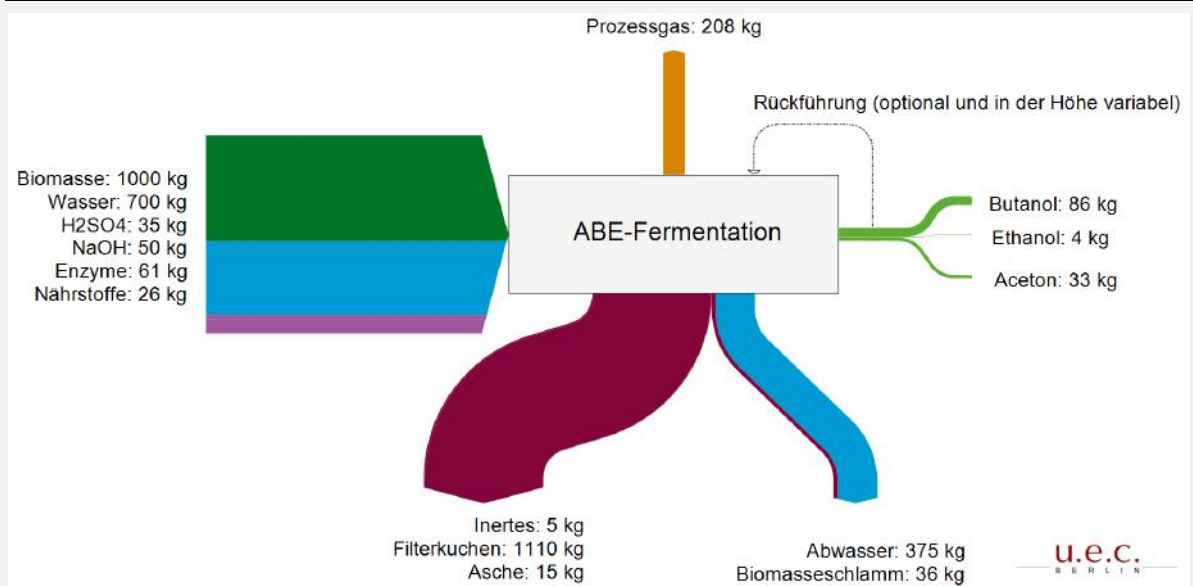 Prozessgas: 208 kg
Rückführung (optional und in der Höhe variabel)
Biomasse: 1000 kg
Wasser: 700 kg
H2SO4: 35 kg
NaOH: 50 kg
Enzyme: 61 kg
Nährstoffe: 26 kg
ABE-Fermentation
Butanol: 86 kg
Ethanol: 4 kg
Aceton: 33 kg
Inertes: 5 kg
Filterkuchen: 1110 kg
Asche: 15 kg
Abwasser: 375 kg
Biomasseschlamm: 36 kg
u.e.c.
BERLIN